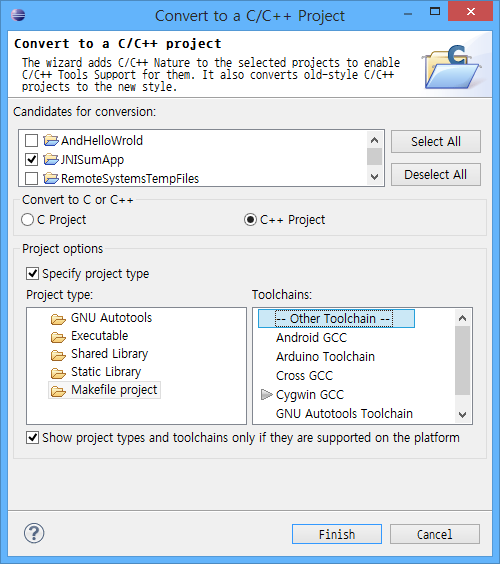 Convert to a C/C++ Project
Convert to a C/C++ project
The wizard adds C/C++ Nature to the selected projects to enable
C/C++ Tools Support for them. It also converts old-style C/C++
projects to the new style.
Candidates for conversion:
AndHelloWrold
JNISumApp
RemoteSystemsTempFiles
Select All
Deselect All
Convert to C or C++
C Project
C++ Project
Project options
Specify project type
Project type:
GNU Autotools
Executable
Shared Library
Static Library
Makefile project
Toolchains:
-- Other Toolchain --
Android GCC
Arduino Toolchain
Cross GCC
Cygwin GCC
GNU Autotools Toolchain
Show project types and toolchains only if they are supported on the platform
Finish
Cancel